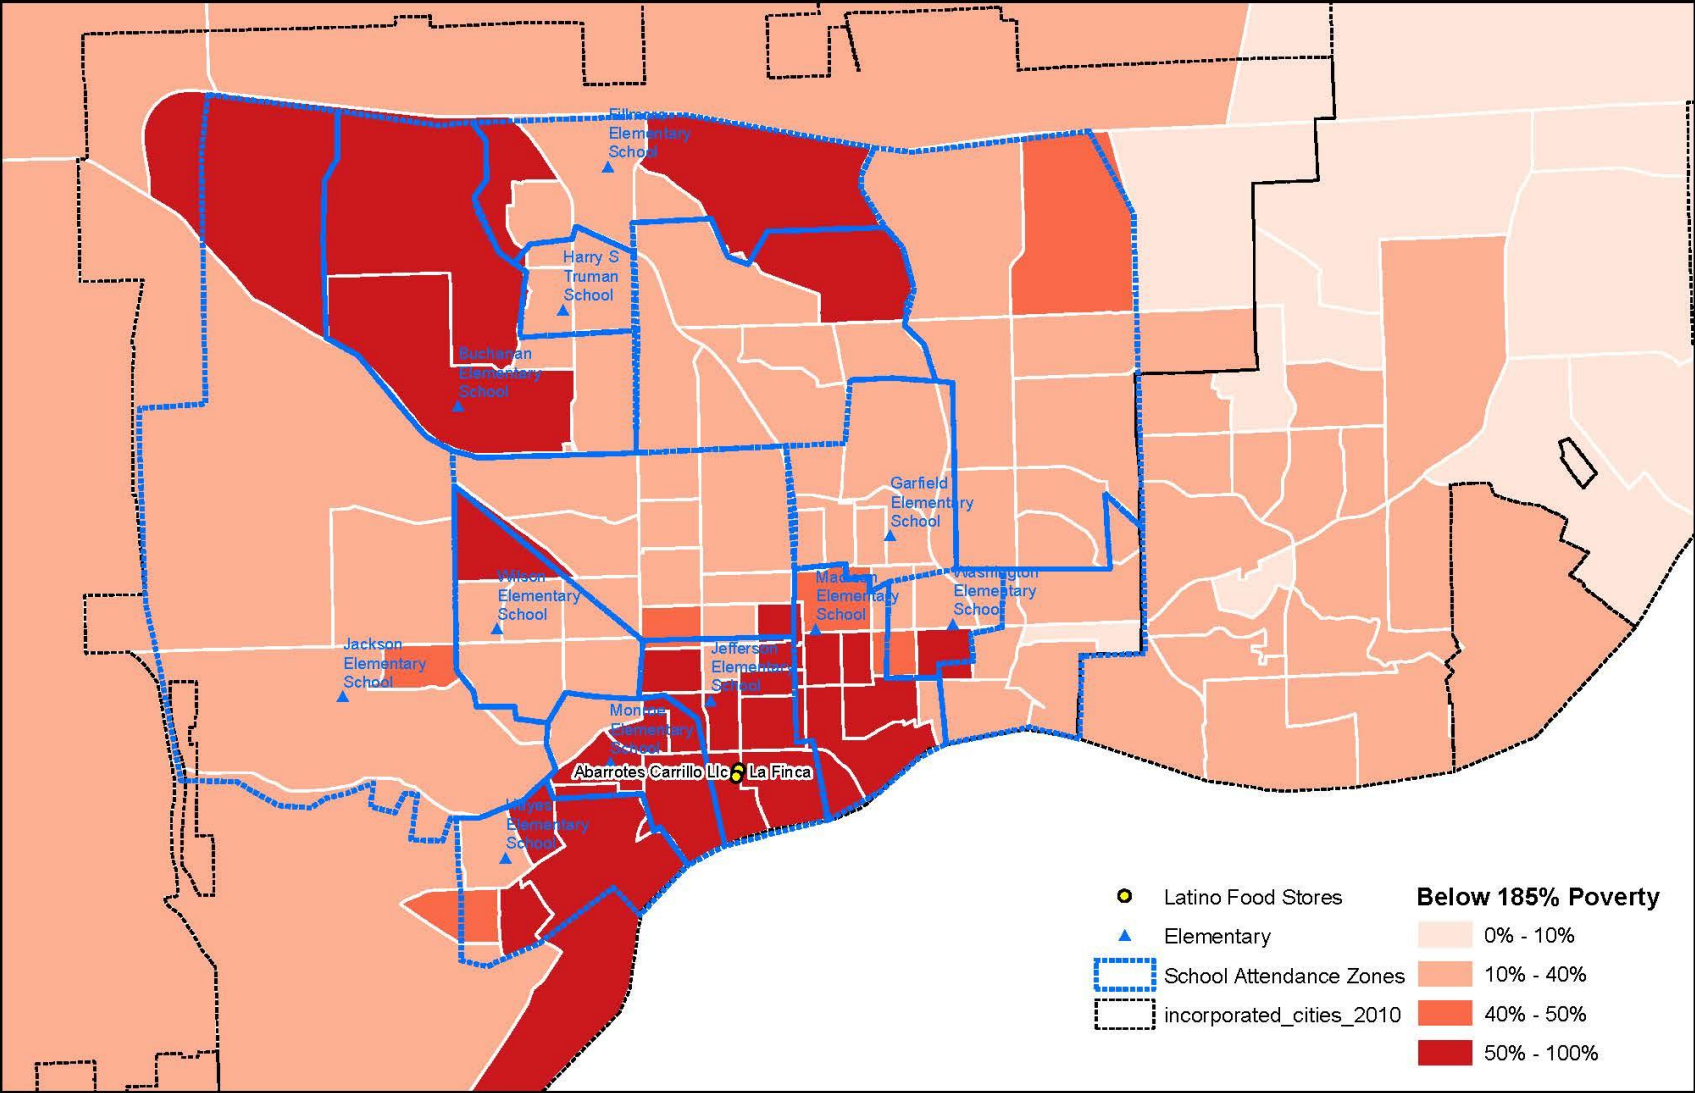 Fillmore
Elementary
School
Harry S
Truman
School
Buchanan
Elementary
School
Garfield
Elementary
School
Wilson
Elementary
School
Madison
Elementary
School
Washington
Elementary
School
Jackson
Elementary
School
Jefferson
Elementary
School
Monroe
Elementary
School
Abarrotes Carrillo Llc
La Finca
Hayes
Elementary
School
Latino Food Stores
Elementary
School Attendance Zones
incorporated_cities_2010
Below 185% Poverty
0% - 10%
10% - 40%
40% - 50%
50% - 100%